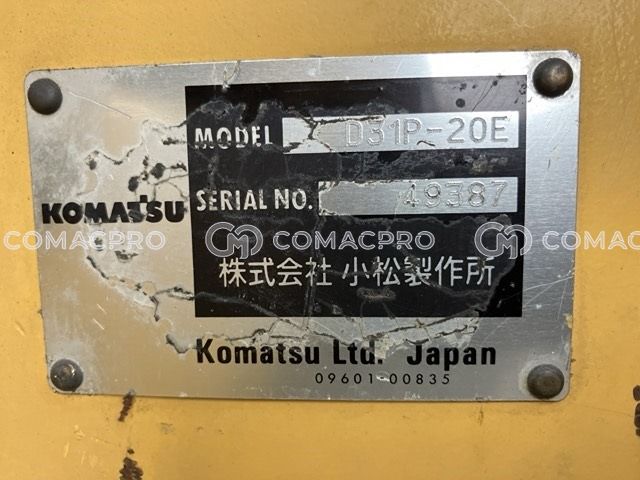 MODEL D31P-20E
SERIAL NO. 49387
KOMATSU
COMACPRO COMACPRO COMACPRO
株式会社 小松製作所
Komatsu Ltd. Japan
09601-00835